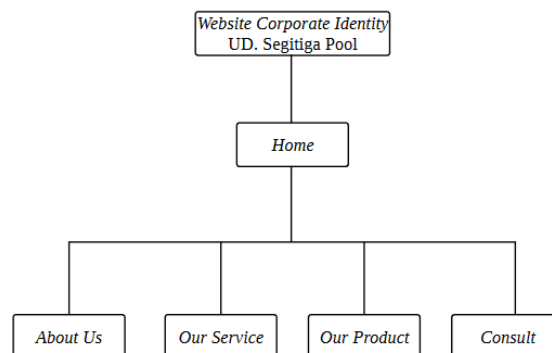 Website Corporate Identity
UD. Segitiga Pool
Home
About Us
Our Service
Our Product
Consult